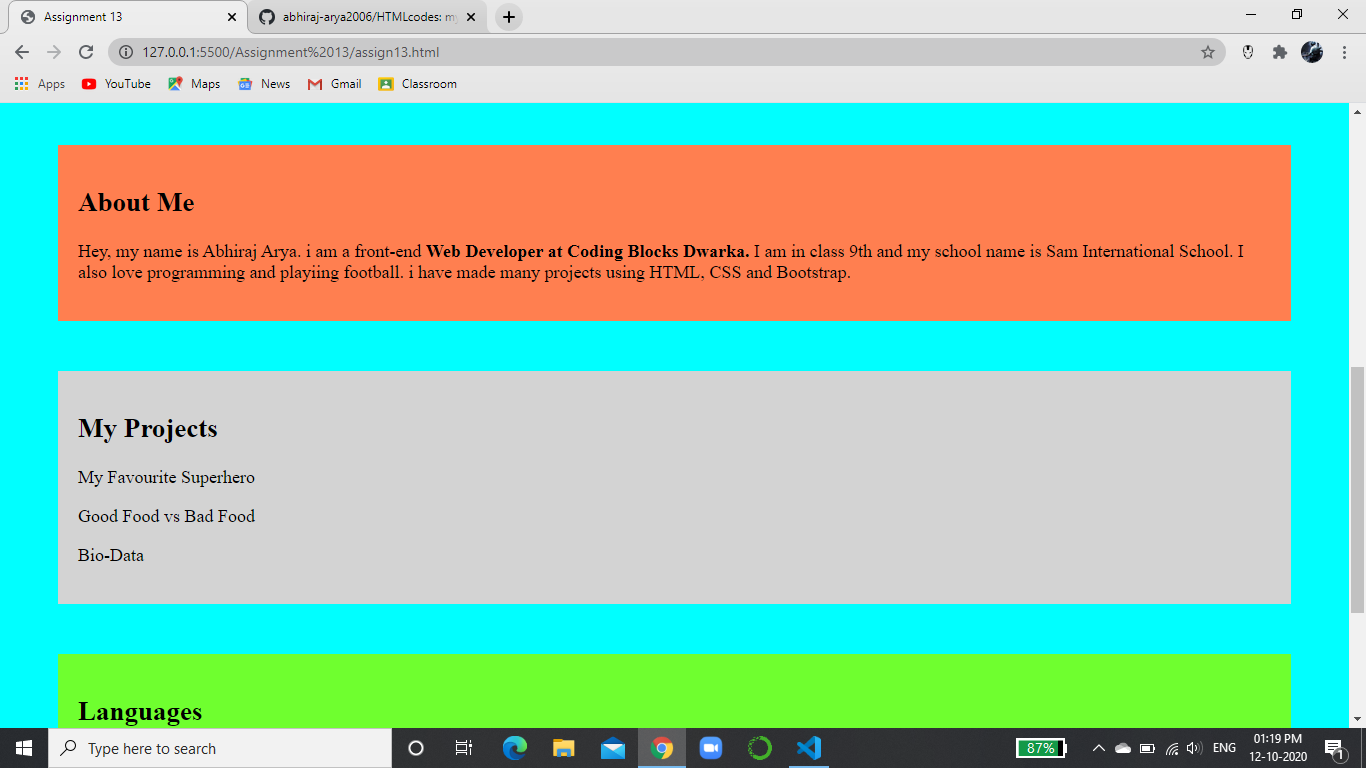 Assignment 13
abhiraj-arya2006/HTMLcodes: my
127.0.0.1:5500/Assignment%2013/assign13.html
Apps YouTube Maps News Gmail Classroom
About Me
Hey, my name is Abhiraj Arya. i am a front-end Web Developer at Coding Blocks Dwarka. I am in class 9th and my school name is Sam International School. I
also love programming and playiing football. i have made many projects using HTML, CSS and Bootstrap.
My Projects
My Favourite Superhero
Good Food vs Bad Food
Bio-Data
Languages
Type here to search
87%
ENG
01:19 PM
12-10-2020
1